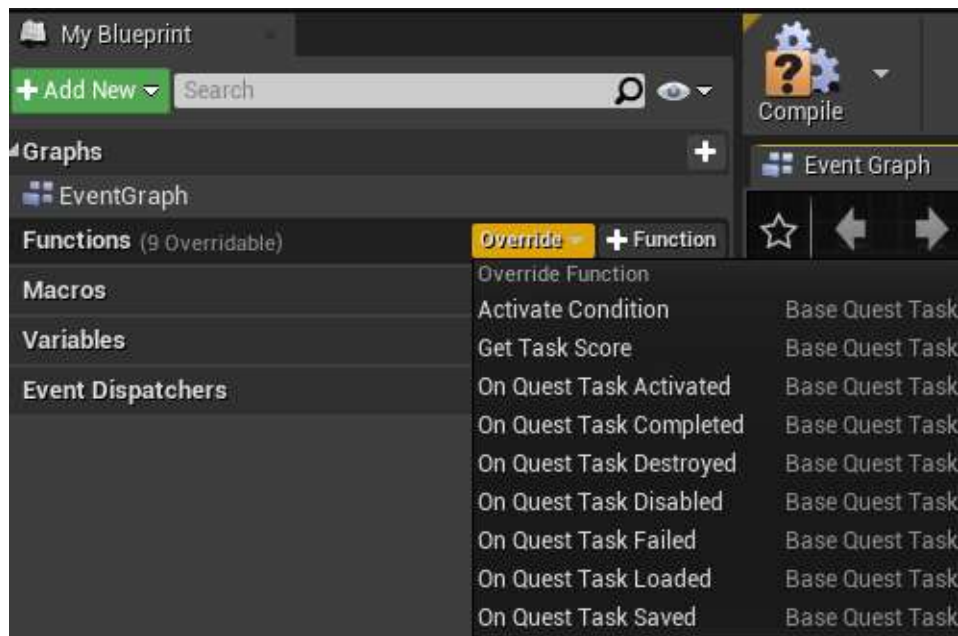 My Blueprint
Add New
Search
Compile
Graphs
Event Graph
EventGraph
Functions (9 Overridable)
Override
Function
Override Function
Macros
Activate Condition Base Quest Task
Variables
Get Task Score Base Quest Task
Event Dispatchers
On Quest Task Activated Base Quest Task
On Quest Task Completed Base Quest Task
On Quest Task Destroyed Base Quest Task
On Quest Task Disabled Base Quest Task
On Quest Task Failed Base Quest Task
On Quest Task Loaded Base Quest Task
On Quest Task Saved Base Quest Task